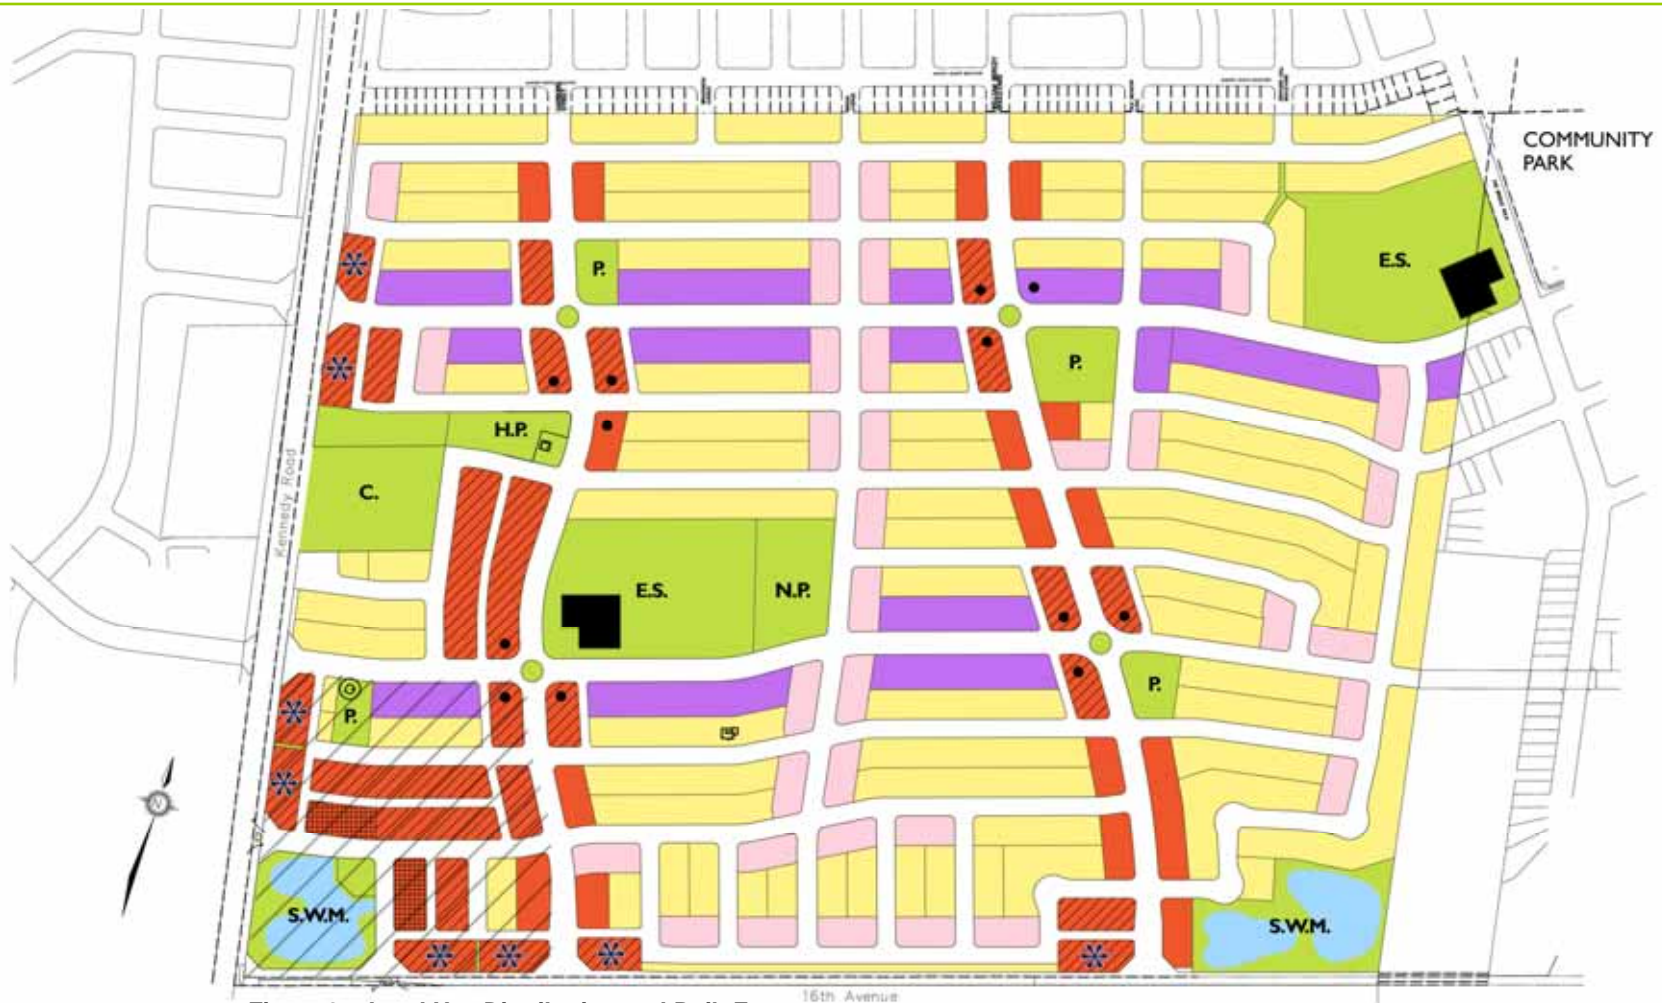 COMMUNITY
PARK
E.S.
P.
P.
H.P.
C.
Kennedy Road
E.S.
N.P.
P.
P.
N
S.W.M.
S.W.M.
16th Avenue